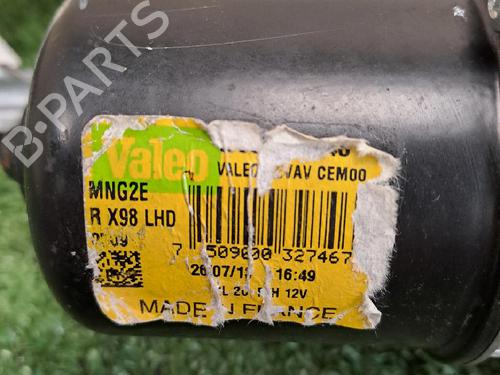 B-PARTS
Valeo
VALEO VAV CEM00
MNG2E
R X98 LHD
7 509000 327467
26/07/1 16:49
12V
MADE IN FRANCE